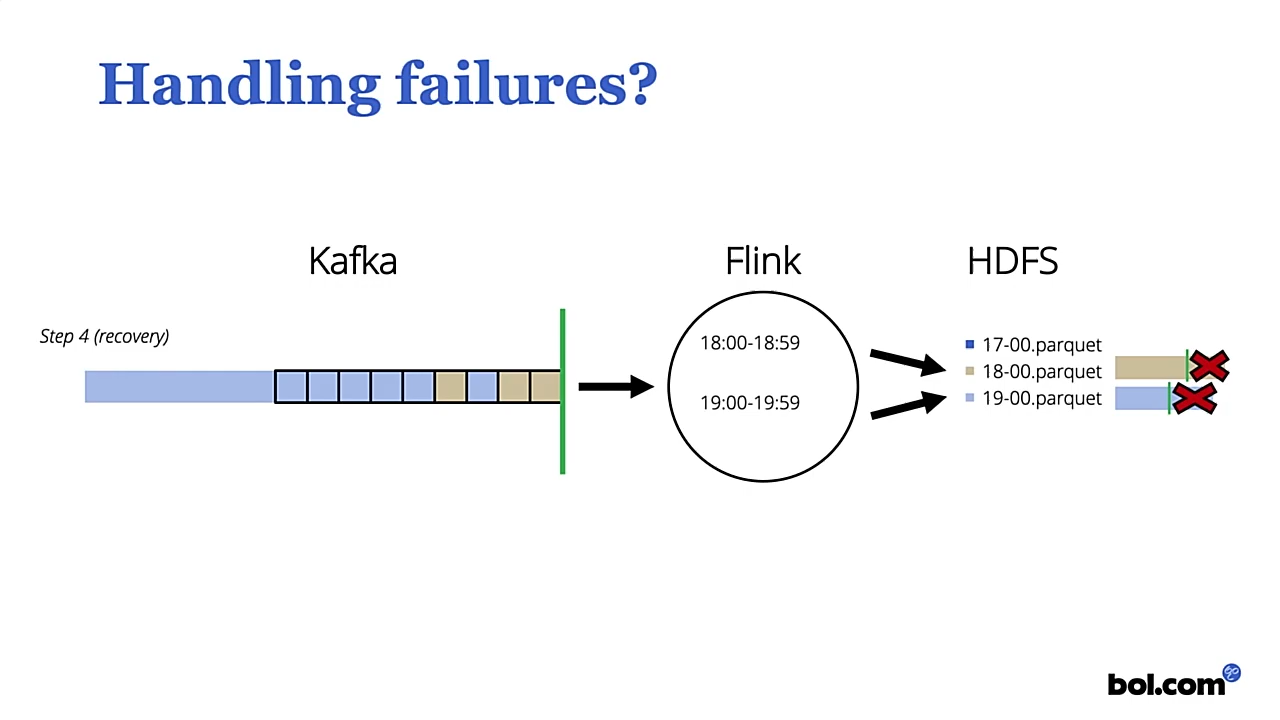 Handling failures?
Kafka
Flink
HDFS
Step 4 (recovery)
18:00-18:59
19:00-19:59
17-00.parquet
18-00.parquet
19-00.parquet
bol.com